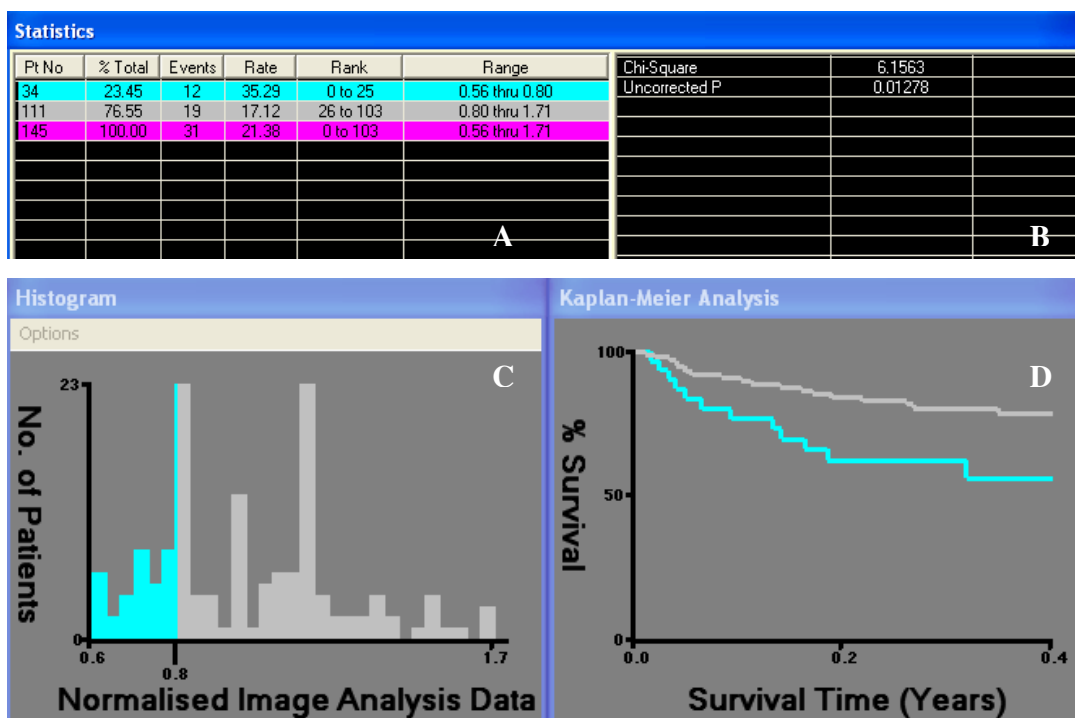 Statistics
Pt No % Total Events Rate Rank Range
34 23.45 12 35.29 0 to 25 0.56 thru 0.80
111 76.55 19 17.12 26 to 103 0.80 thru 1.71
145 100.00 31 21.38 0 to 103 0.56 thru 1.71
A
Chi-Square 6.1563
Uncorrected P 0.01278
B
Histogram
Options
C
23
No. of Patients
0
0.6 1.7
0.8
Normalised Image Analysis Data
Kaplan-Meier Analysis
D
100
% Survival
50
0
0.0 0.2 0.4
Survival Time (Years)